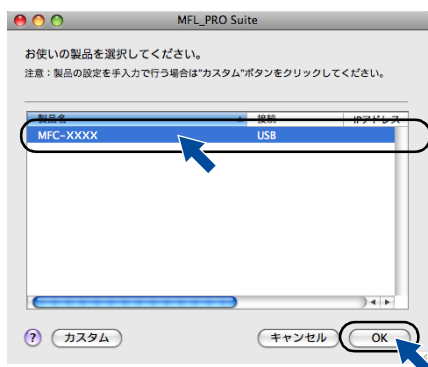 MFL_PRO Suite
お使いの製品を選択してください。
注意：製品の設定を手入力で行う場合は"カスタム"ボタンをクリックしてください。
製品名 接続 IPアドレス
MFC-XXXX USB
? カスタム キャンセル OK